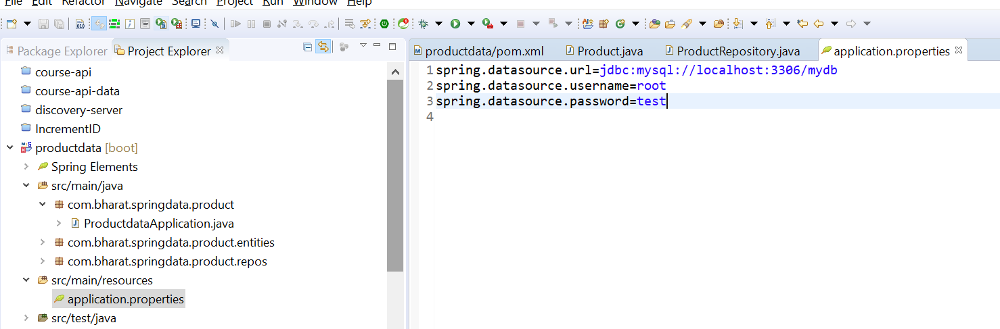 File Edit Refactor Navigate Search Project Run Window Help
Package Explorer Project Explorer
course-api
course-api-data
discovery-server
IncrementID
productdata [boot]
Spring Elements
src/main/java
com.bharat.springdata.product
ProductdataApplication.java
com.bharat.springdata.product.entities
com.bharat.springdata.product.repos
src/main/resources
application.properties
src/test/java
productdata/pom.xml Product.java ProductRepository.java application.properties
1 spring.datasource.url=jdbc:mysql://localhost:3306/mydb
2 spring.datasource.username=root
3 spring.datasource.password=test
4